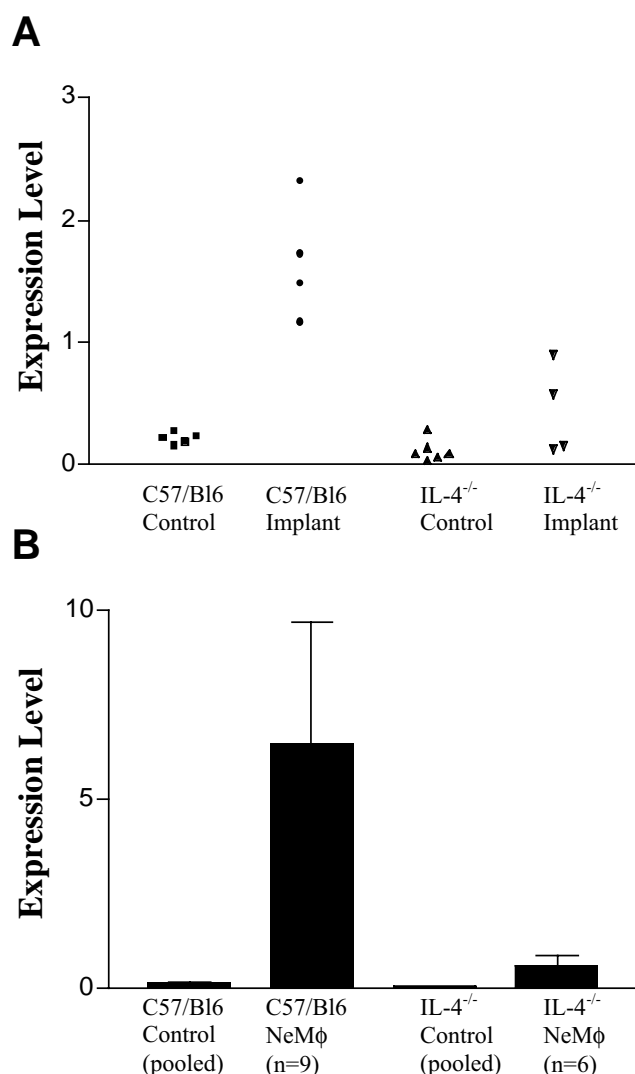 A
Expression Level
3
2
1
0
C57/Bl6 C57/Bl6 IL-4-/- IL-4-/-
Control Implant Control Implant
B
Expression Level
10
5
0
C57/Bl6 C57/Bl6 IL-4-/- IL-4-/-
Control NeMϕ Control NeMϕ
(pooled) (n=9) (pooled) (n=6)